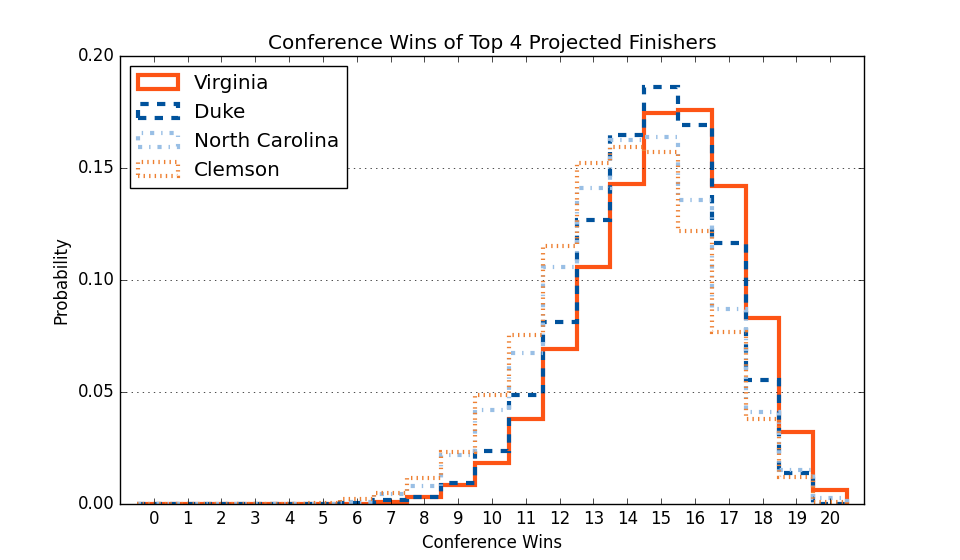 Conference Wins of Top 4 Projected Finishers
0.20
Virginia
Duke
North Carolina
Clemson
0.15
0.10
0.05
0.00
Probability
0 1 2 3 4 5 6 7 8 9 10 11 12 13 14 15 16 17 18 19 20
Conference Wins